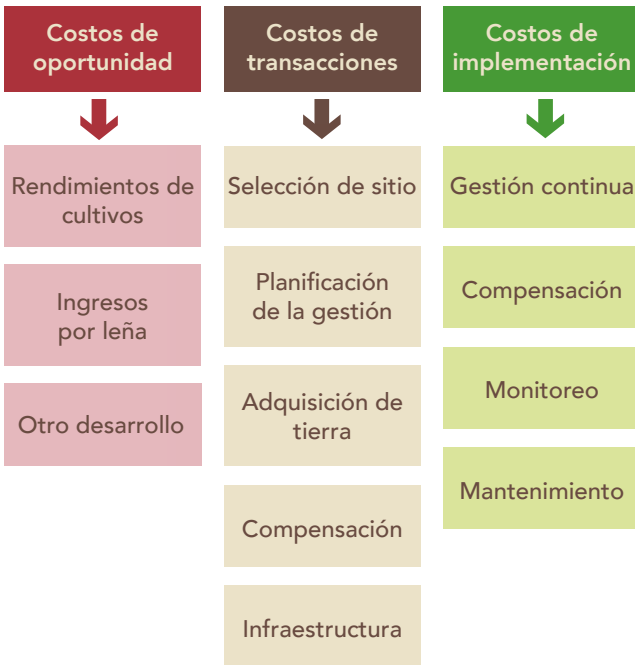 Costos de
oportunidad
Rendimientos de
cultivos
Ingresos
por leña
Otro desarrollo
Costos de
transacciones
Selección de sitio
Planificación
de la gestión
Adquisición de
tierra
Compensación
Infraestructura
Costos de
implementación
Gestión continua
Compensación
Monitoreo
Mantenimiento